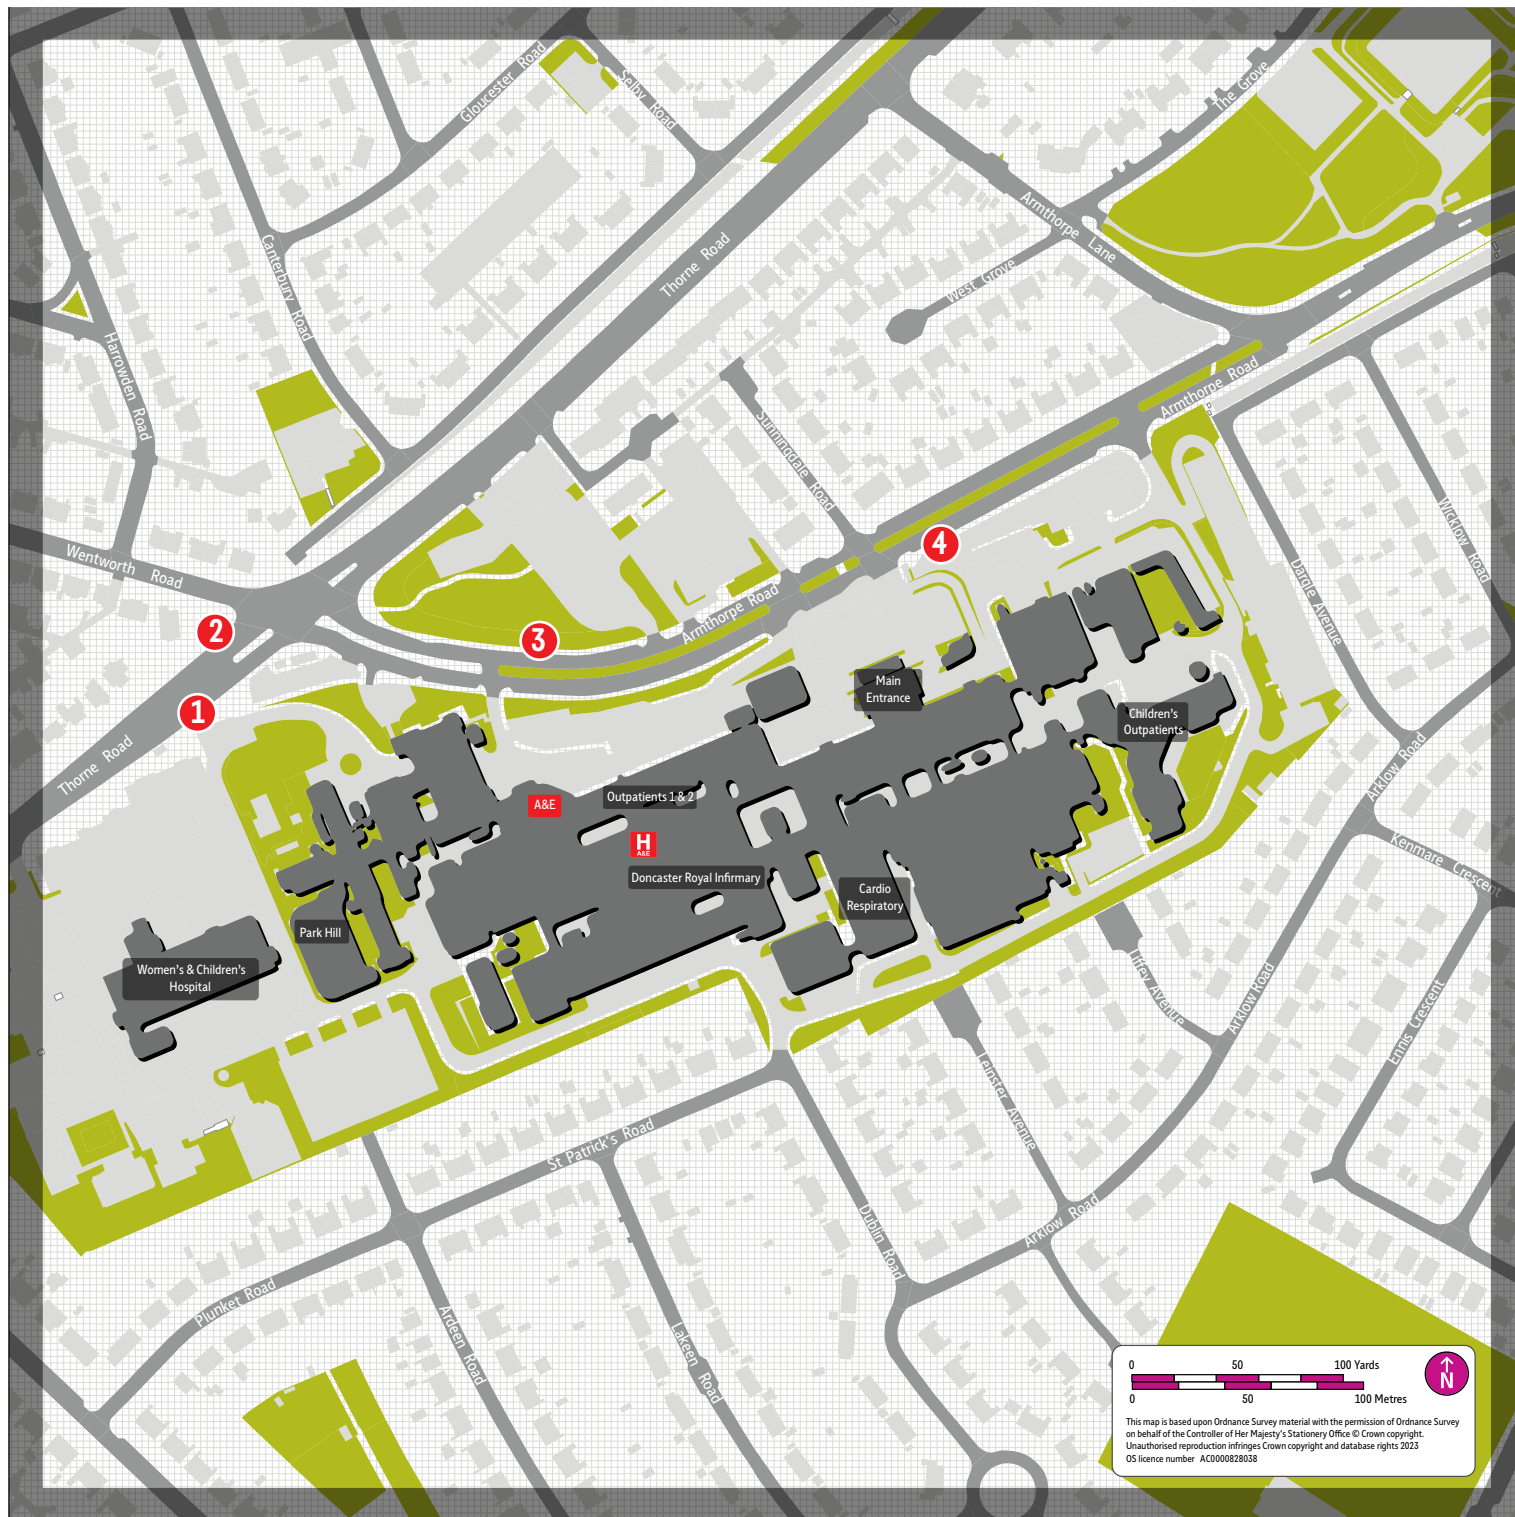 Gloucester Road
Selby Road
The Grove
Canterbury Road
Thorne Road
Armthorpe Lane
West Grove
Harrowden Road
Sunningdale Road
Armthorpe Road
Wicklow Road
Wentworth Road
4
Dargle Avenue
2
3
Armthorpe Road
1
Main
Entrance
Children's
Outpatients
Thorne Road
Arklow Road
A&E
Outpatients 1 & 2
H
A&E
Kenmare Crescent
Doncaster Royal Infirmary
Cardio
Respiratory
Park Hill
Women's & Children's
Hospital
Liffey Avenue
Arklow Road
Ennis Crescent
Leinster Avenue
St Patrick's Road
Dublin Road
Arklow Road
Plunket Road
Ardeen Road
Lakeen Road
0 50 100 Yards
0 50 100 Metres
N
This map is based upon Ordnance Survey material with the permission of Ordnance Survey
on behalf of the Controller of Her Majesty's Stationery Office © Crown copyright.
Unauthorised reproduction infringes Crown copyright and database rights 2023
OS licence number AC0000828038